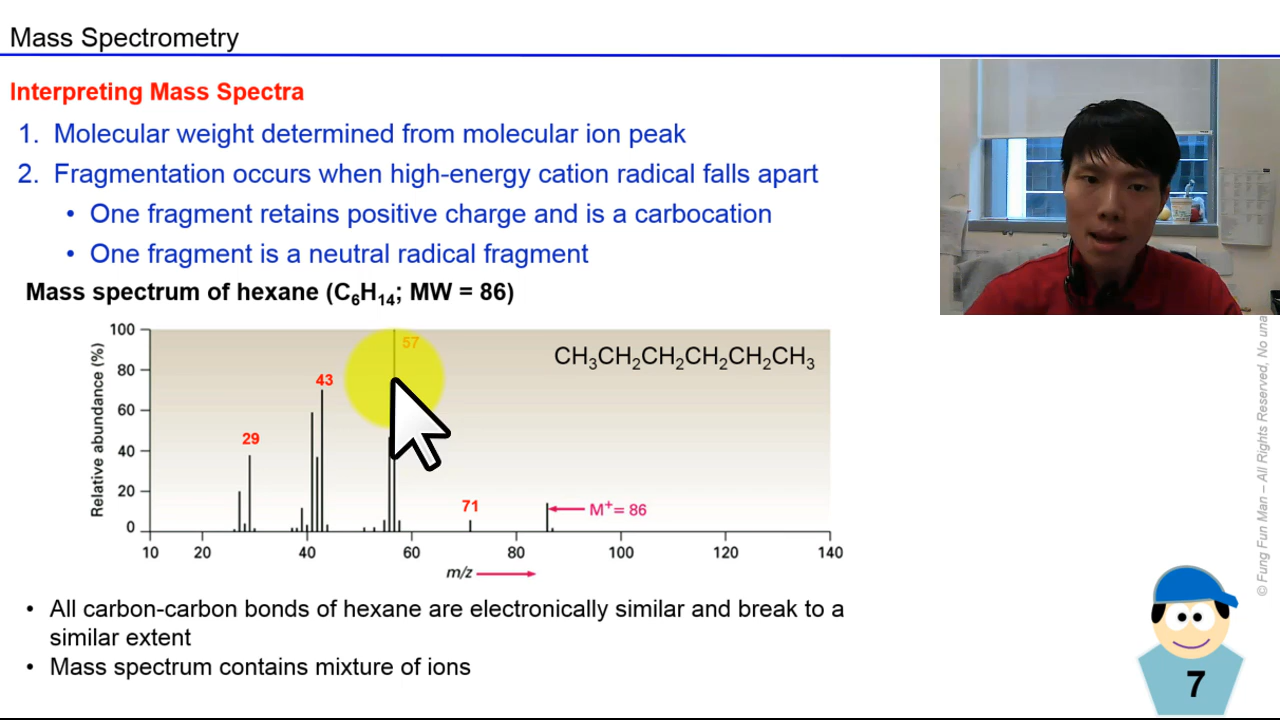 Mass Spectrometry
Interpreting Mass Spectra
1. Molecular weight determined from molecular ion peak
2. Fragmentation occurs when high-energy cation radical falls apart
• One fragment retains positive charge and is a carbocation
• One fragment is a neutral radical fragment
Mass spectrum of hexane (C₆H₁₄; MW = 86)
Relative abundance (%)
100
80
60
40
20
0
57
43
29
71
CH₃CH₂CH₂CH₂CH₂CH₃
M⁺= 86
10 20 40 60 80 100 120 140
m/z
• All carbon-carbon bonds of hexane are electronically similar and break to a
similar extent
• Mass spectrum contains mixture of ions
© Fung Fun Man – All Rights Reserved, No una
7